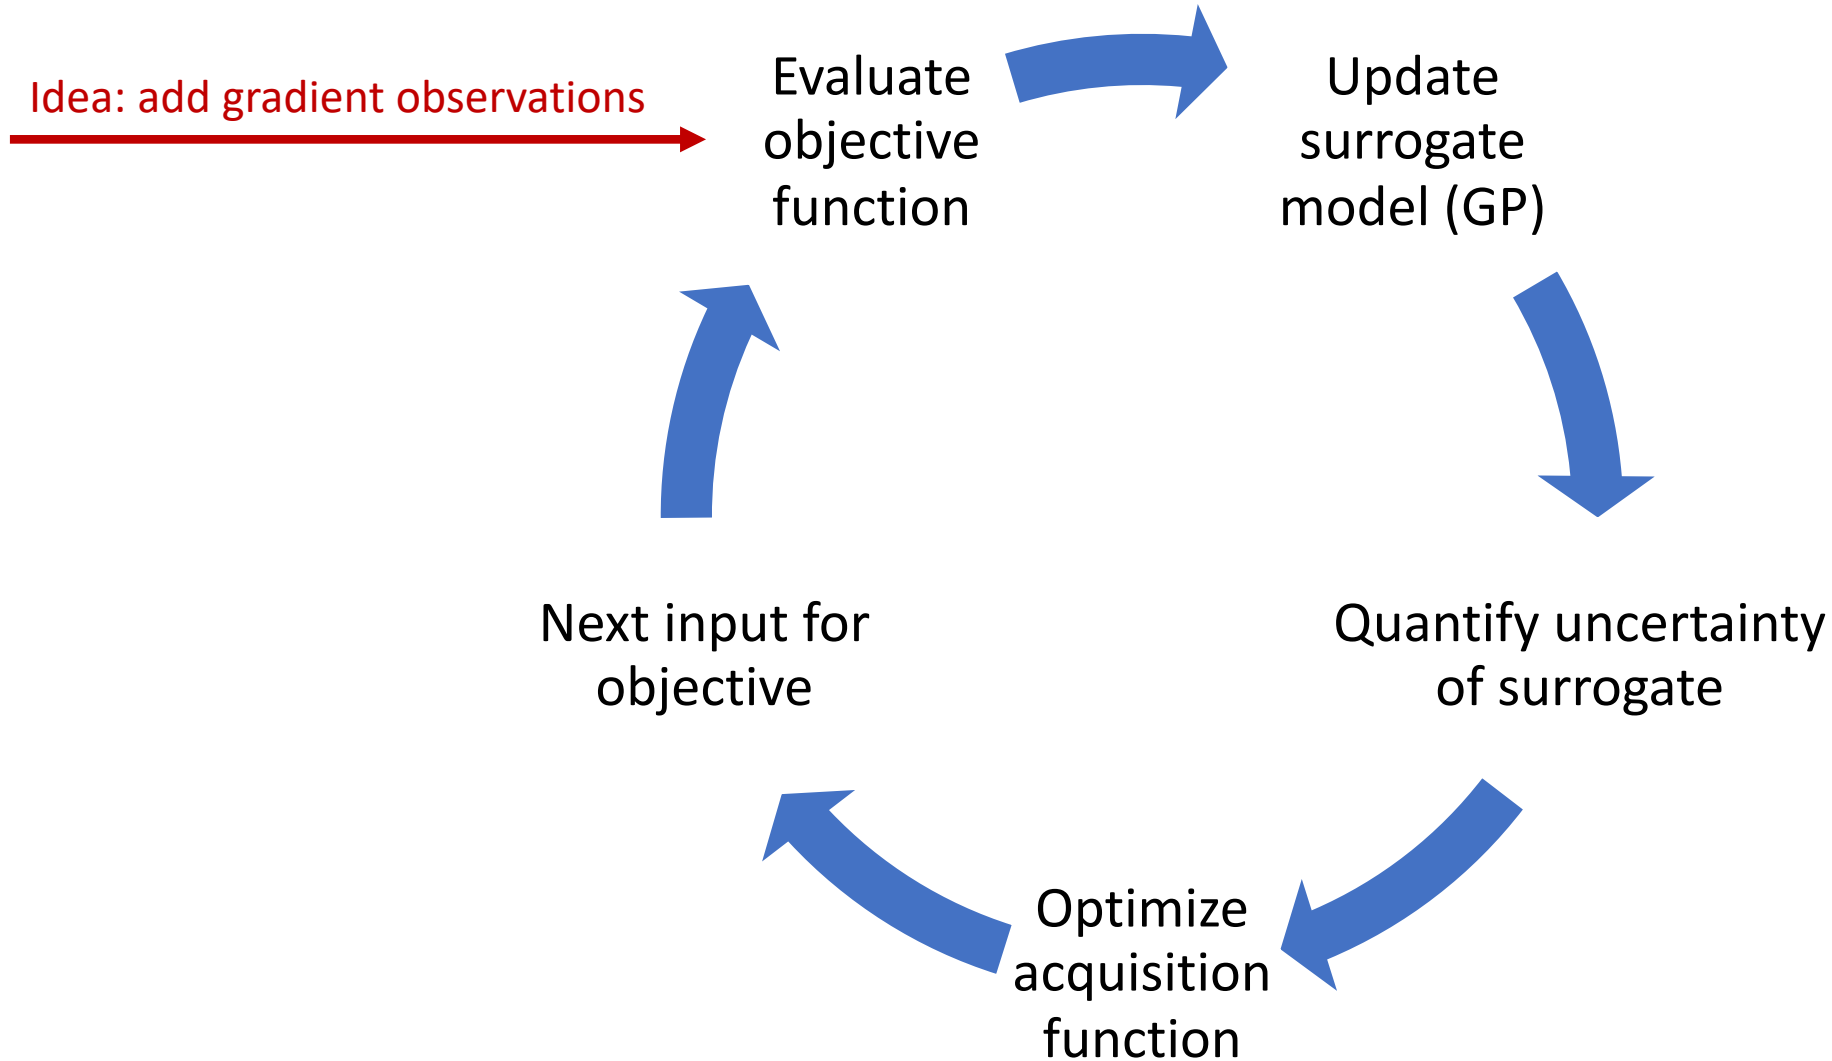 Idea: add gradient observations
Evaluate
objective
function
Update
surrogate
model (GP)
Quantify uncertainty
of surrogate
Optimize
acquisition
function
Next input for
objective